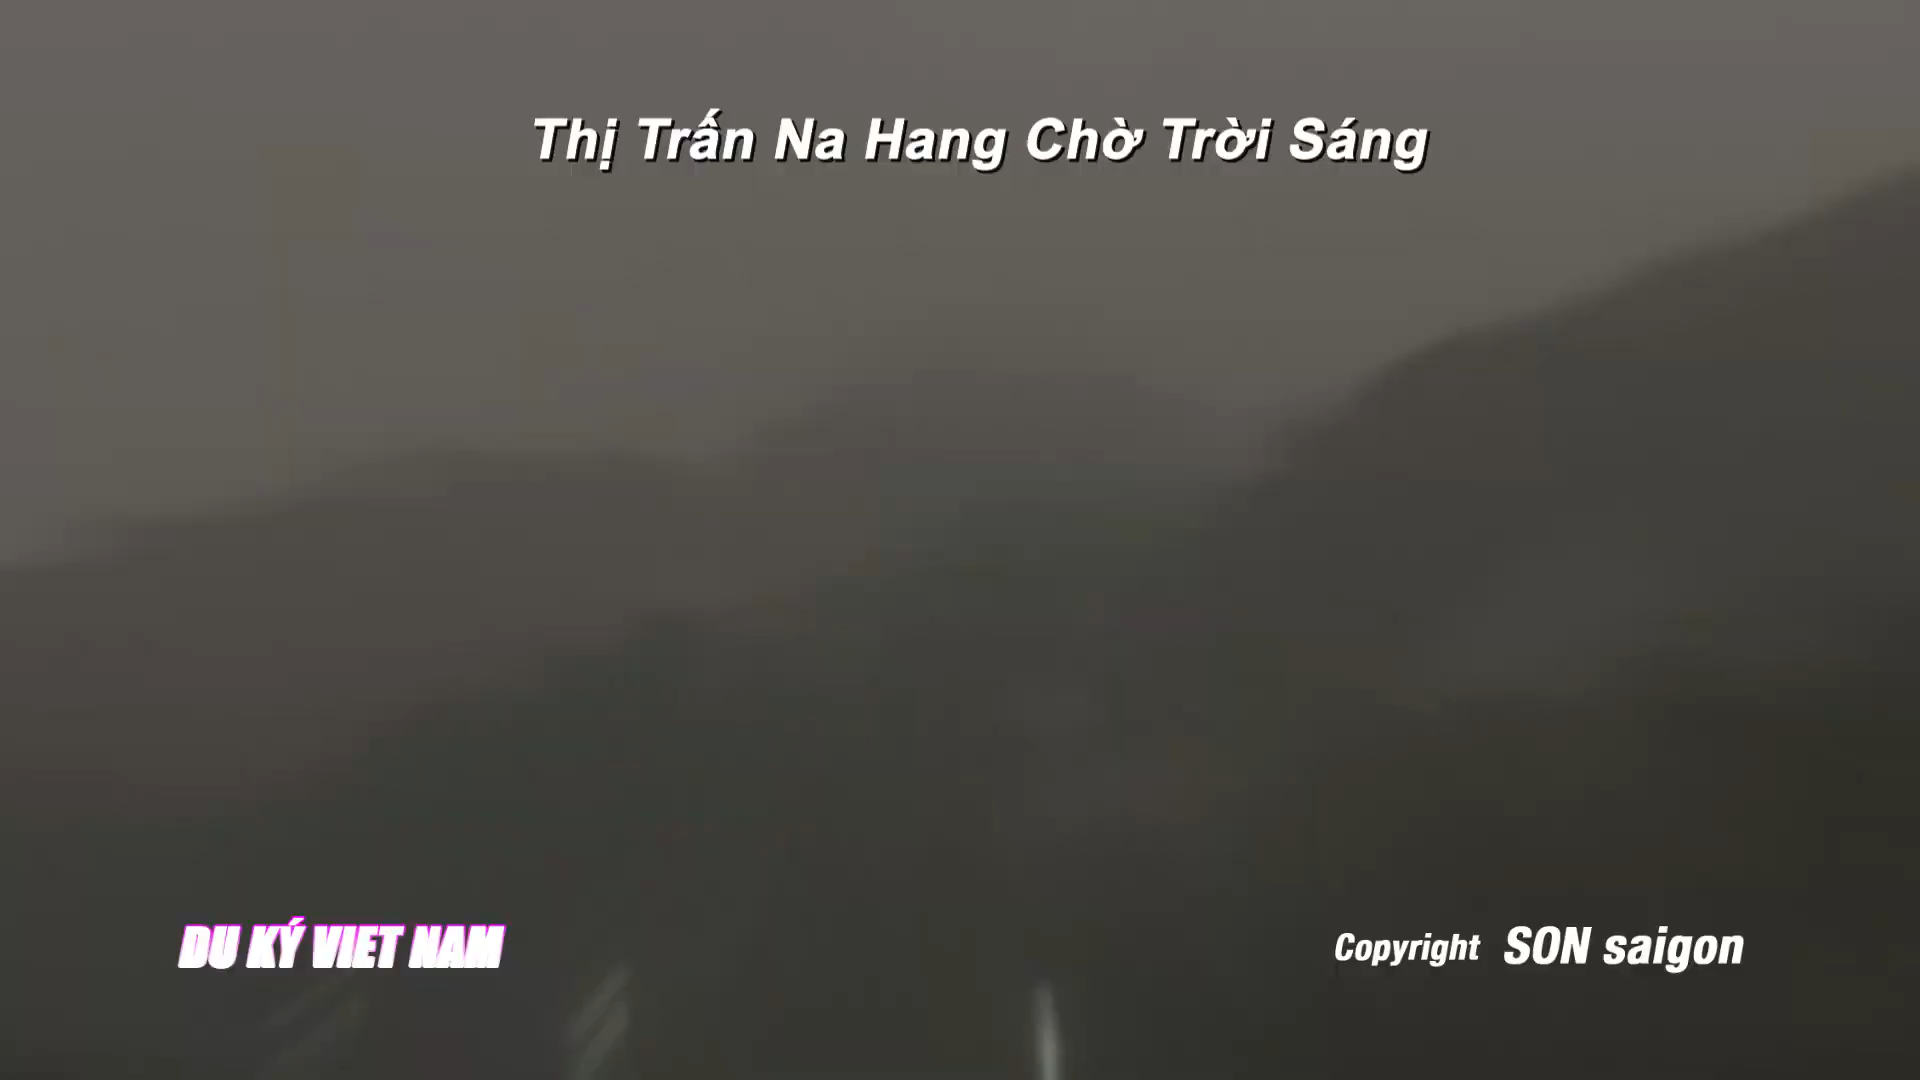 Thị Trấn Na Hang Chờ Trời Sáng
DU KÝ VIET NAM
Copyright SON saigon